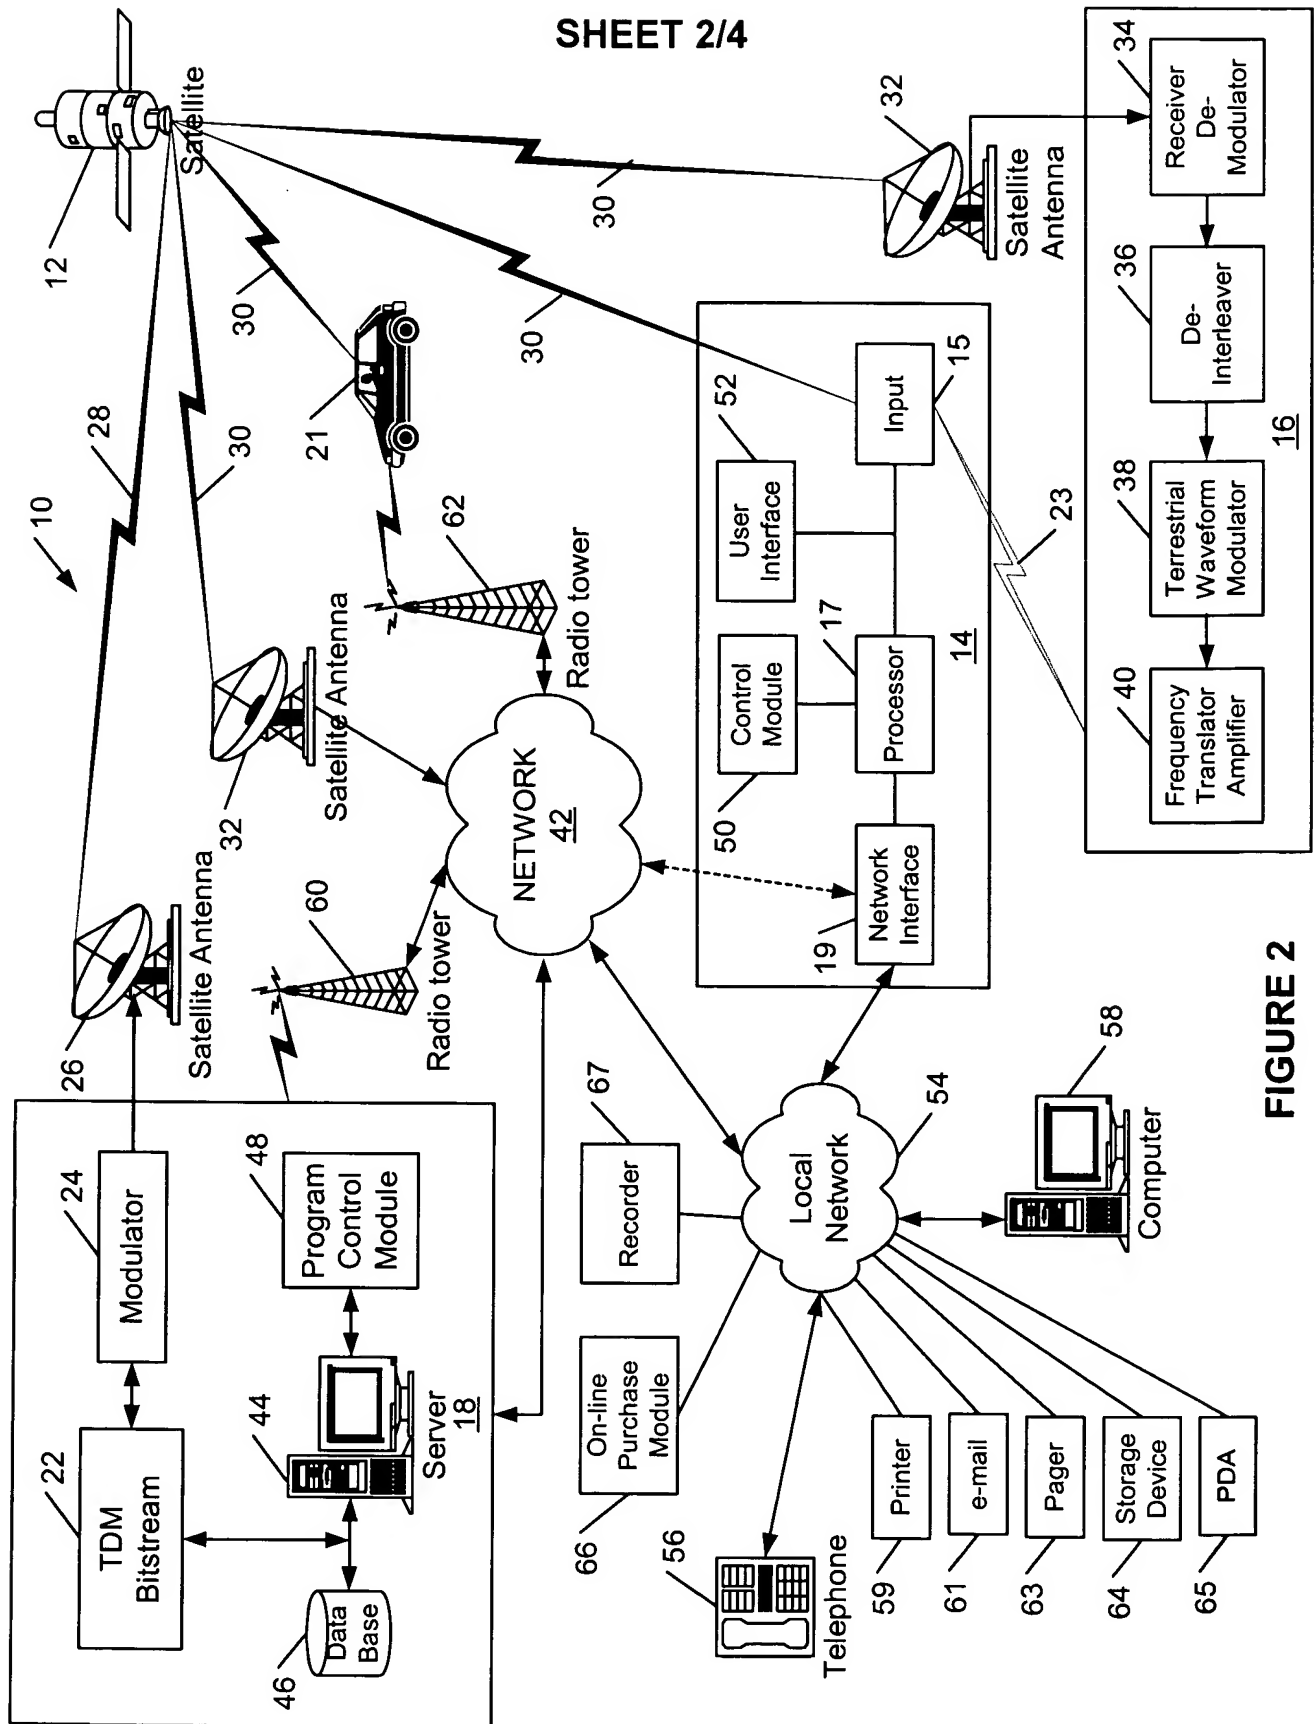 SHEET 2/4
12
Satellite
10
28
30
30
30
30
21
26
Satellite Antenna
32
Satellite Antenna
32
Satellite
Antenna
60
Radio tower
62
Radio tower
NETWORK
42
22
TDM
Bitstream
24
Modulator
48
Program
Control
Module
44
Server
18
46
Data
Base
14
15
Input
52
User
Interface
17
Processor
50
Control
Module
19
Network
Interface
23
16
34
Receiver
De-
Modulator
36
De-
Interleaver
38
Terrestrial
Waveform
Modulator
40
Frequency
Translator
Amplifier
54
Local
Network
67
Recorder
66
On-line
Purchase
Module
56
Telephone
58
Computer
59
Printer
61
e-mail
63
Pager
64
Storage
Device
65
PDA
FIGURE 2